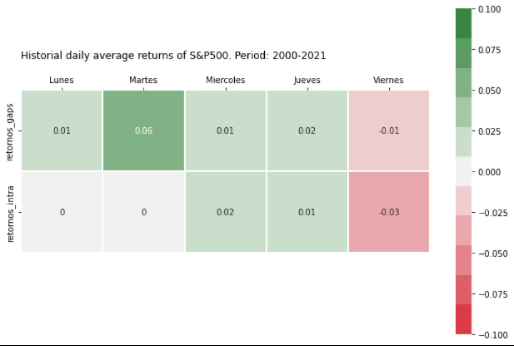 Historial daily average returns of S&P500. Period: 2000-2021
Lunes Martes Miercoles Jueves Viernes
retornos_gaps
0.01 0.06 0.01 0.02 -0.01
retornos_intra
0 0 0.02 0.01 -0.03
0.100
0.075
0.050
0.025
0.000
−0.025
−0.050
−0.075
−0.100